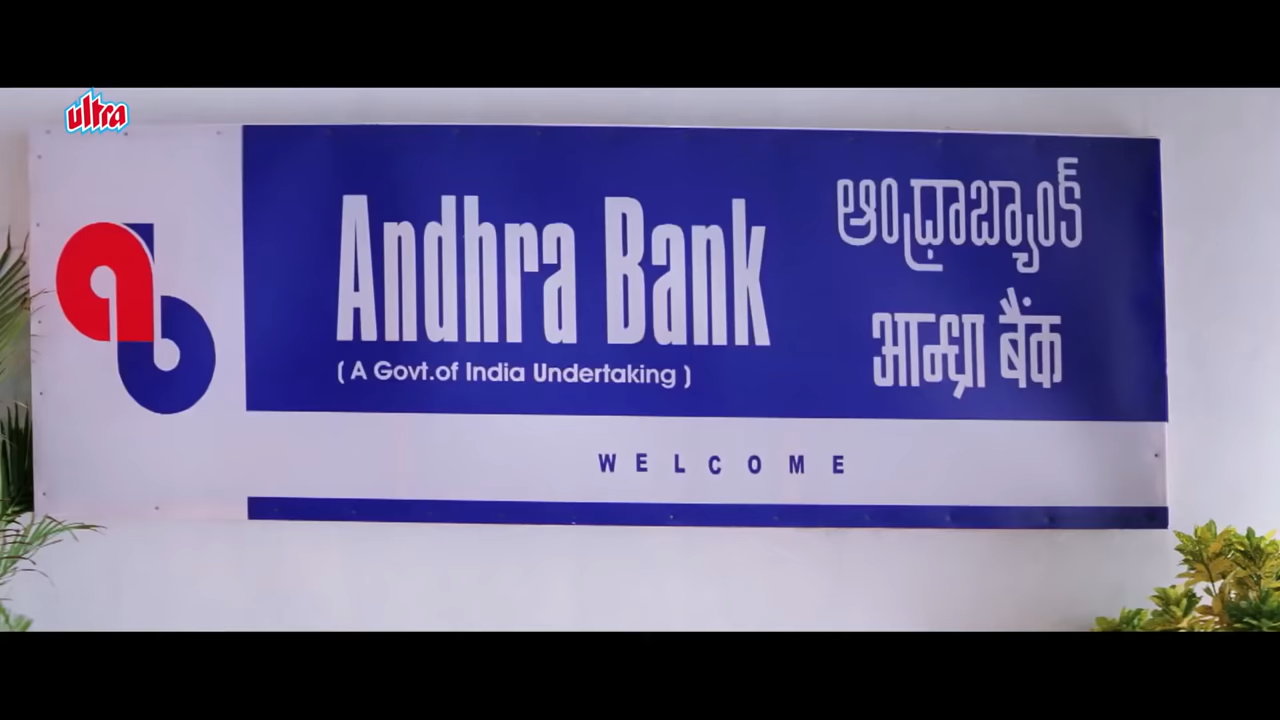 ultra
Andhra Bank
( A Govt.of India Undertaking )
ఆంధ్రాబ్యాంక్
आन्ध्रा बैंक
WELCOME